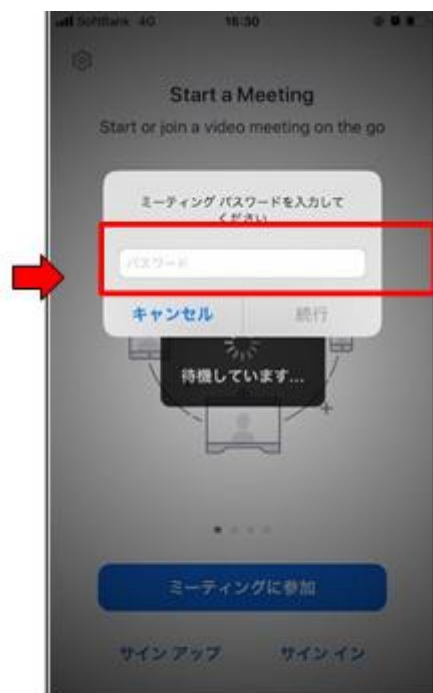 SoftBank 4G 16:30
Start a Meeting
Start or join a video meeting on the go
ミーティング パスワードを入力して
ください
パスワード
キャンセル 続行
待機しています...
ミーティングに参加
サイン アップ サイン イン